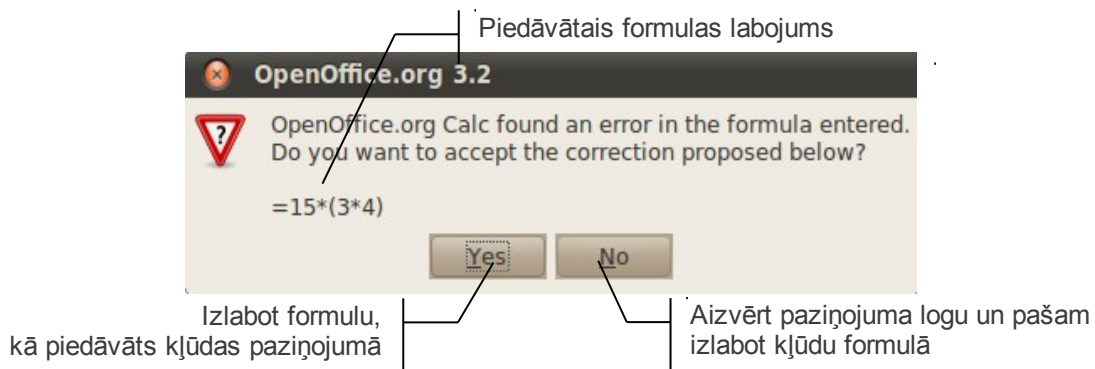 Piedāvātais formulas labojums
OpenOffice.org 3.2
OpenOffice.org Calc found an error in the formula entered.
Do you want to accept the correction proposed below?
=15*(3*4)
Yes
No
Izlabot formulu,
kā piedāvāts kļūdas paziņojumā
Aizvērt paziņojuma logu un pašam
izlabot kļūdu formulā